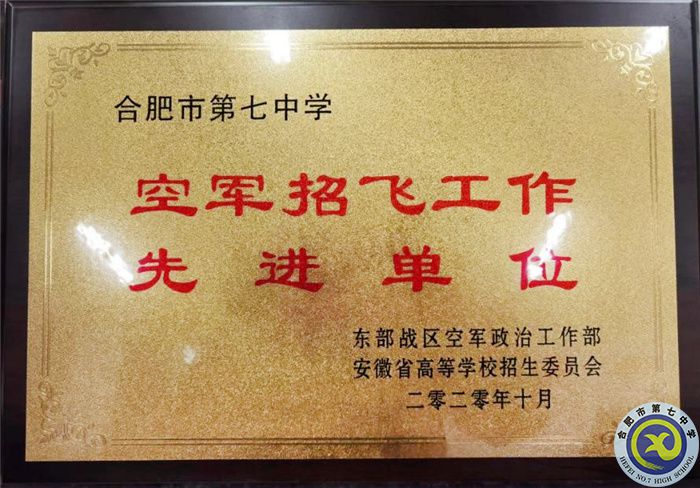 合肥市第七中学
空军招飞工作
先进单位
东部战区空军政治工作部
安徽省高等学校招生委员会
二零二零年十月
合肥市第七中学
HEFEI NO.7 HIGH SCHOOL